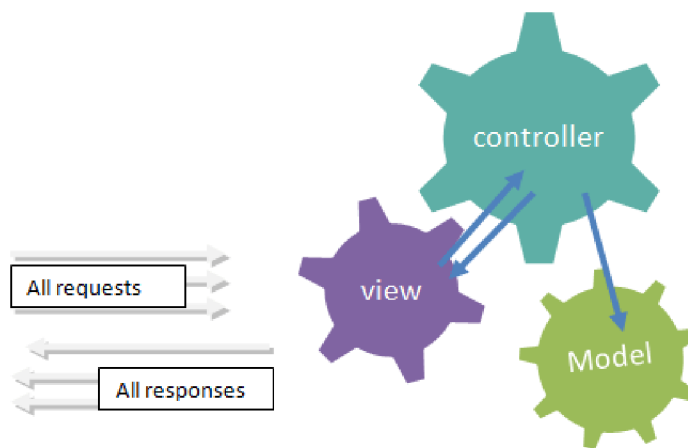 controller
view
All requests
Model
All responses